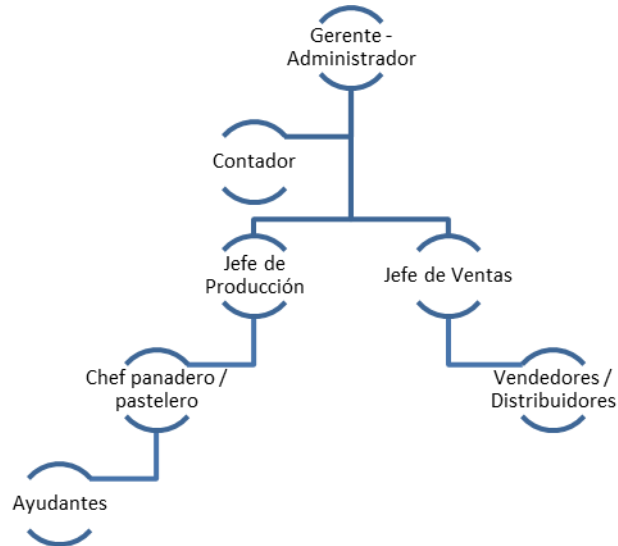 Gerente -
Administrador
Contador
Jefe de
Producción
Jefe de Ventas
Chef panadero /
pastelero
Vendedores /
Distribuidores
Ayudantes